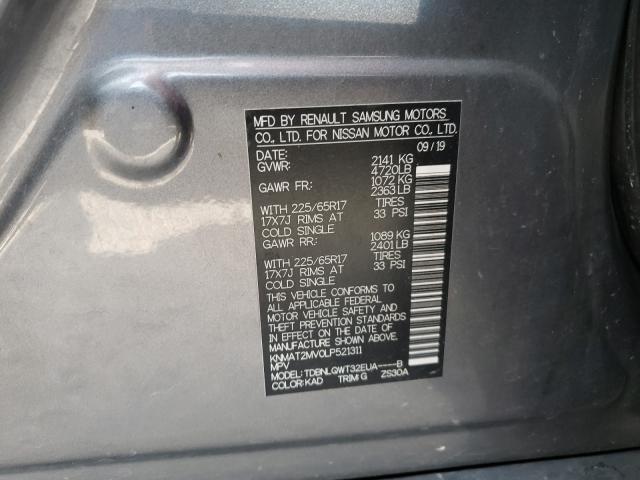 MFD BY RENAULT SAMSUNG MOTORS
CO., LTD. FOR NISSAN MOTOR CO., LTD.
DATE: 09/19
GVWR: 2141 KG
4720LB
GAWR FR: 1072 KG
2363LB
WITH 225/65R17 TIRES
17X7J RIMS AT 33 PSI
COLD SINGLE
GAWR RR: 1089 KG
2401LB
WITH 225/65R17 TIRES
17X7J RIMS AT 33 PSI
COLD SINGLE
THIS VEHICLE CONFORMS TO
ALL APPLICABLE FEDERAL
MOTOR VEHICLE SAFETY AND
THEFT PREVENTION STANDARDS
IN EFFECT ON THE DATE OF
MANUFACTURE SHOWN ABOVE.
KNMAT2MV0LP521311
MPV
MODEL: TDBNLQWT32EUA----B
COLOR: KAD TRIM: G ZS30A